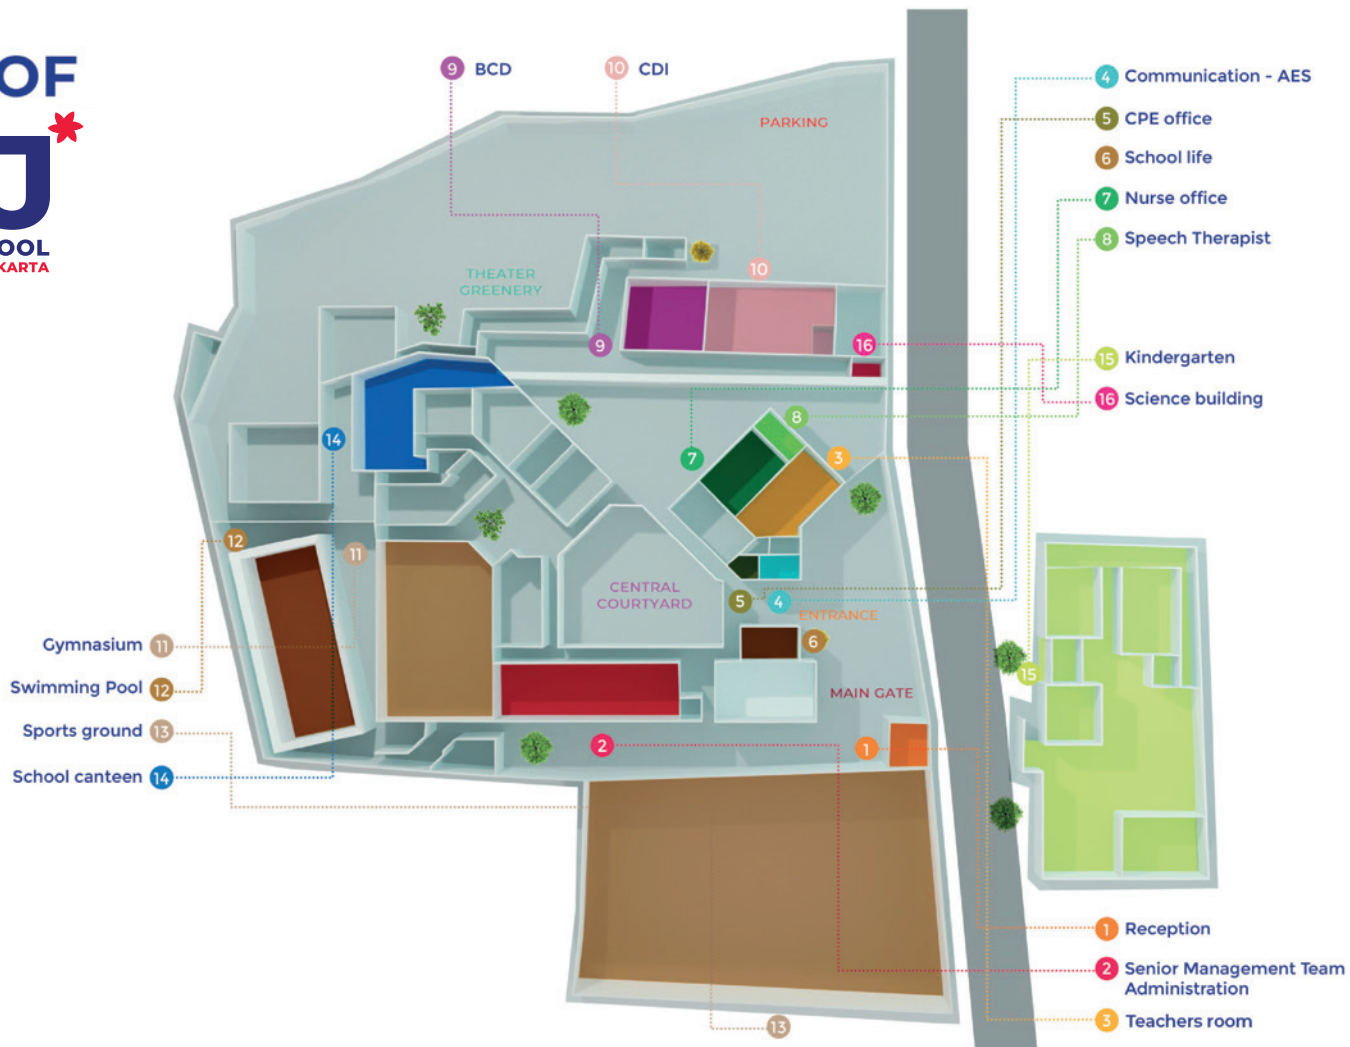 OF
J
OOL
KARTA
9 BCD
10 CDI
PARKING
4 Communication - AES
5 CPE office
6 School life
7 Nurse office
8 Speech Therapist
THEATER
GREENERY
10
9
16
15 Kindergarten
16 Science building
8
14
7
3
12
11
CENTRAL
COURTYARD
5
4
ENTRANCE
6
Gymnasium 11
15
Swimming Pool 12
MAIN GATE
Sports ground 13
2
1
School canteen 14
1 Reception
2 Senior Management Team
Administration
3 Teachers room
13